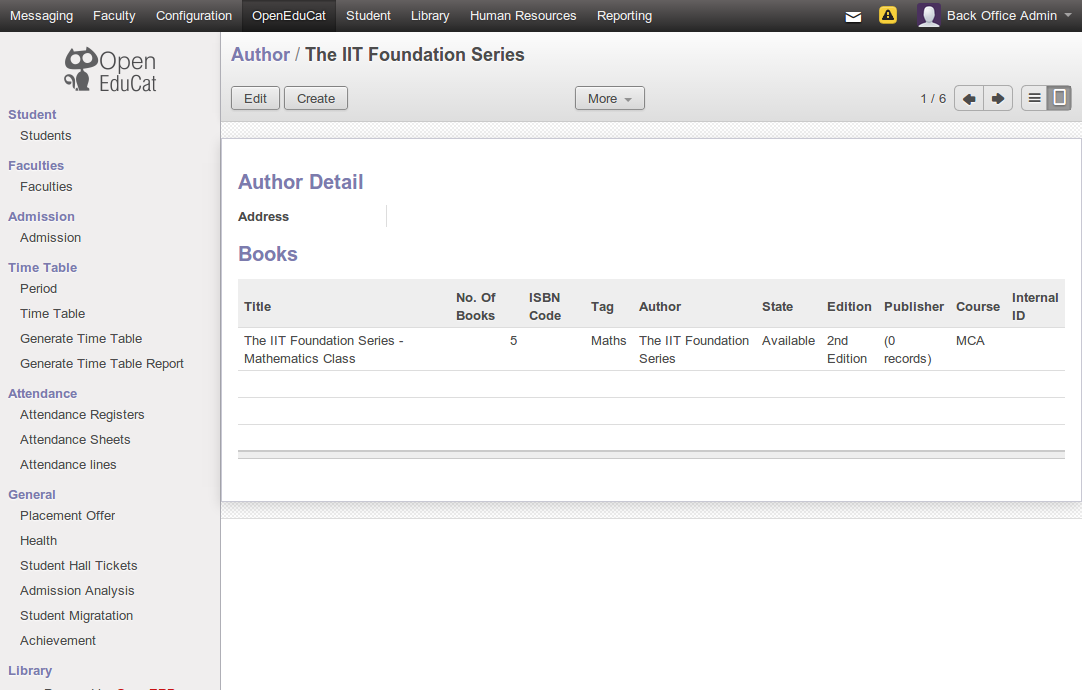 Messaging Faculty Configuration OpenEduCat Student Library Human Resources Reporting Back Office Admin
Open
EduCat
Student
Students
Faculties
Faculties
Admission
Admission
Time Table
Period
Time Table
Generate Time Table
Generate Time Table Report
Attendance
Attendance Registers
Attendance Sheets
Attendance lines
General
Placement Offer
Health
Student Hall Tickets
Admission Analysis
Student Migratation
Achievement
Library
Author / The IIT Foundation Series
Edit Create More 1 / 6
Author Detail
Address
Books
Title No. Of Books ISBN Code Tag Author State Edition Publisher Course Internal ID
The IIT Foundation Series - 5 Maths The IIT Foundation Available 2nd (0 MCA
Mathematics Class Series Edition records)